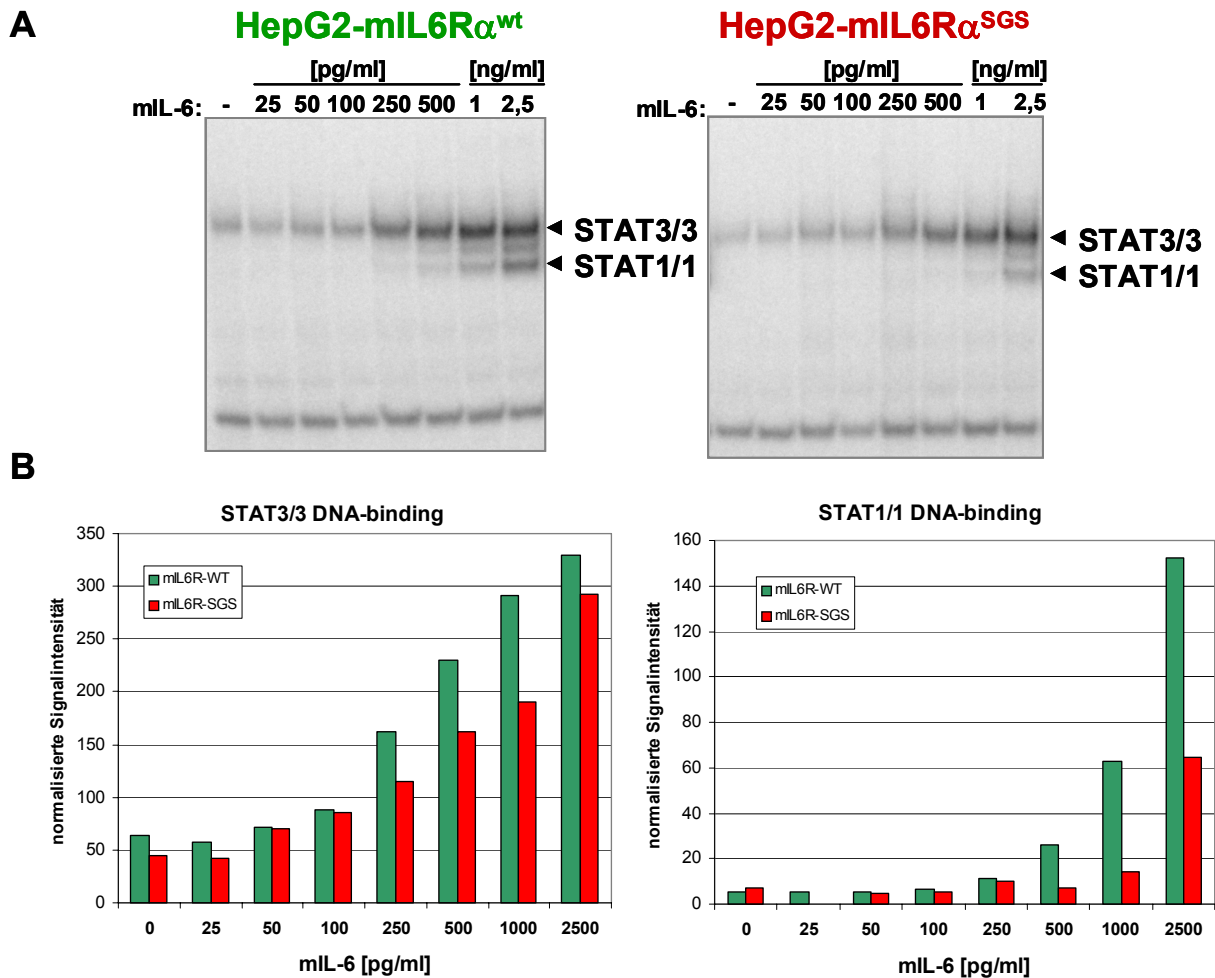 A
HepG2-mIL6Rαwt
HepG2-mIL6RαSGS
[pg/ml] [ng/ml]
mIL-6: - 25 50 100 250 500 1 2,5
[pg/ml] [ng/ml]
mIL-6: - 25 50 100 250 500 1 2,5
STAT3/3
STAT1/1
STAT3/3
STAT1/1
B
STAT3/3 DNA-binding
normalisierte Signalintensität
350
300
250
200
150
100
50
0
mIL6R-WT
mIL6R-SGS
0 25 50 100 250 500 1000 2500
mIL-6 [pg/ml]
STAT1/1 DNA-binding
normalisierte Signalintensität
160
140
120
100
80
60
40
20
0
mIL6R-WT
mIL6R-SGS
0 25 50 100 250 500 1000 2500
mIL-6 [pg/ml]